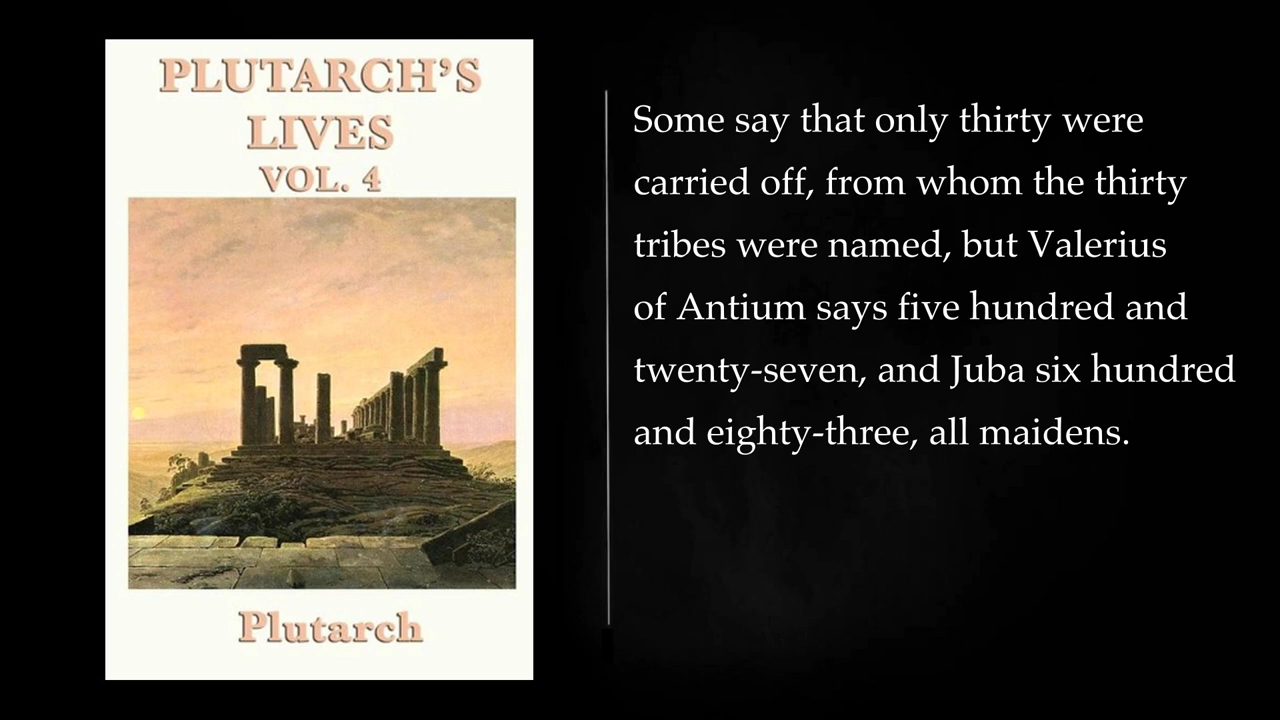 PLUTARCH'S
LIVES
VOL. 4
Plutarch
Some say that only thirty were
carried off, from whom the thirty
tribes were named, but Valerius
of Antium says five hundred and
twenty-seven, and Juba six hundred
and eighty-three, all maidens.